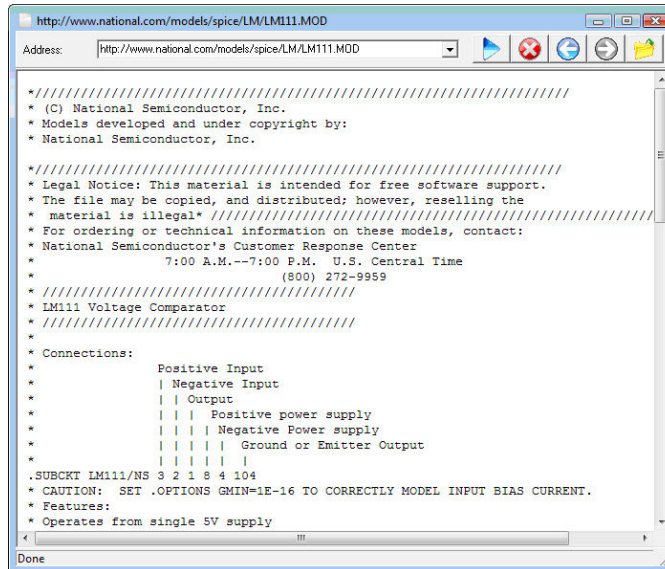 http://www.national.com/models/spice/LM/LM111.MOD
Address: http://www.national.com/models/spice/LM/LM111.MOD
*//////////////////////////////////////////////////////////////////////
* (C) National Semiconductor, Inc.
* Models developed and under copyright by:
* National Semiconductor, Inc.
*/////////////////////////////////////////////////////////////////////
* Legal Notice: This material is intended for free software support.
* The file may be copied, and distributed; however, reselling the
*  material is illegal* ///////////////////////////////////////////////////////////
* For ordering or technical information on these models, contact:
* National Semiconductor's Customer Response Center
*                 7:00 A.M.--7:00 P.M.  U.S. Central Time
*                                (800) 272-9959
* /////////////////////////////////////////
* LM111 Voltage Comparator
* /////////////////////////////////////////
*
* Connections:
*                Positive Input
*                | Negative Input
*                | | Output
*                | | |  Positive power supply
*                | | | | Negative Power supply
*                | | | | |  Ground or Emitter Output
*                | | | | |  |
.SUBCKT LM111/NS 3 2 1 8 4 104
* CAUTION:  SET .OPTIONS GMIN=1E-16 TO CORRECTLY MODEL INPUT BIAS CURRENT.
* Features:
* Operates from single 5V supply
Done